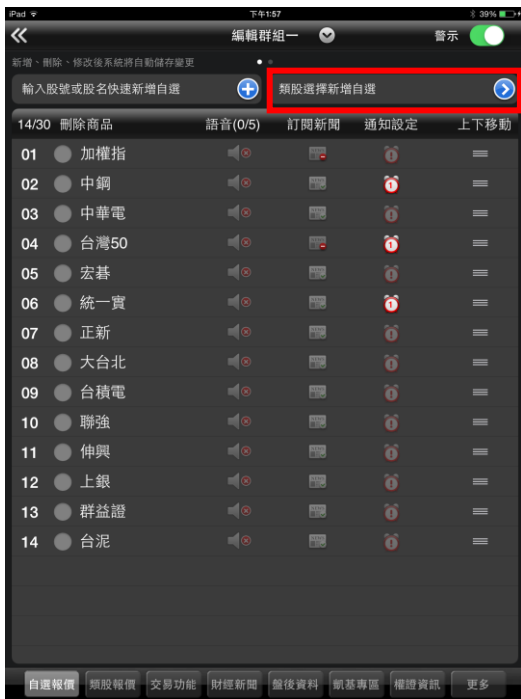 iPad 下午1:57 39%
編輯群組一 警示
新增、刪除、修改後系統將自動儲存變更
輸入股號或股名快速新增自選 類股選擇新增自選
14/30 刪除商品 語音(0/5) 訂閱新聞 通知設定 上下移動
01 加權指
02 中鋼 1
03 中華電
04 台灣50 1
05 宏碁
06 統一實 1
07 正新
08 大台北
09 台積電
10 聯強
11 伸興
12 上銀
13 群益證
14 台泥
自選報價 類股報價 交易功能 財經新聞 盤後資料 凱基專區 權證資訊 更多